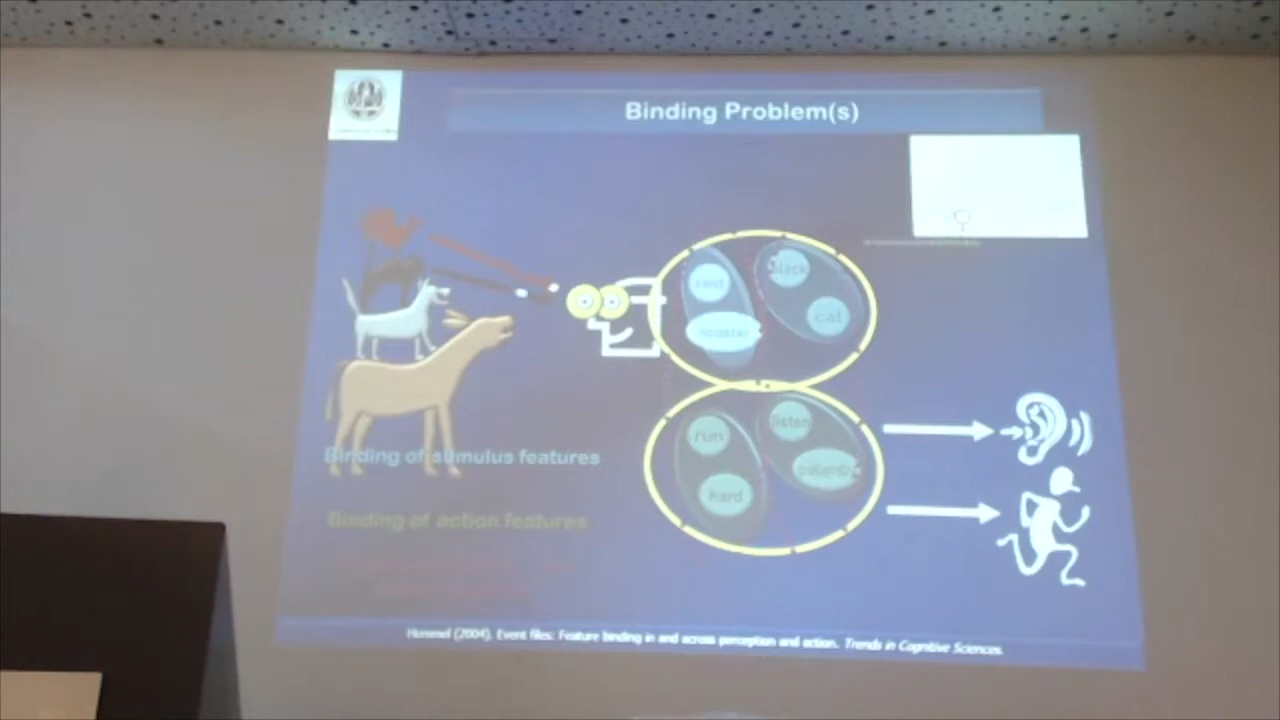 Binding Problem(s)
red
black
rooster
cat
run
listen
patiently
hard
Binding of stimulus features
Binding of action features
Hommel (2004). Event files: Feature binding in and across perception and action. Trends in Cognitive Sciences.